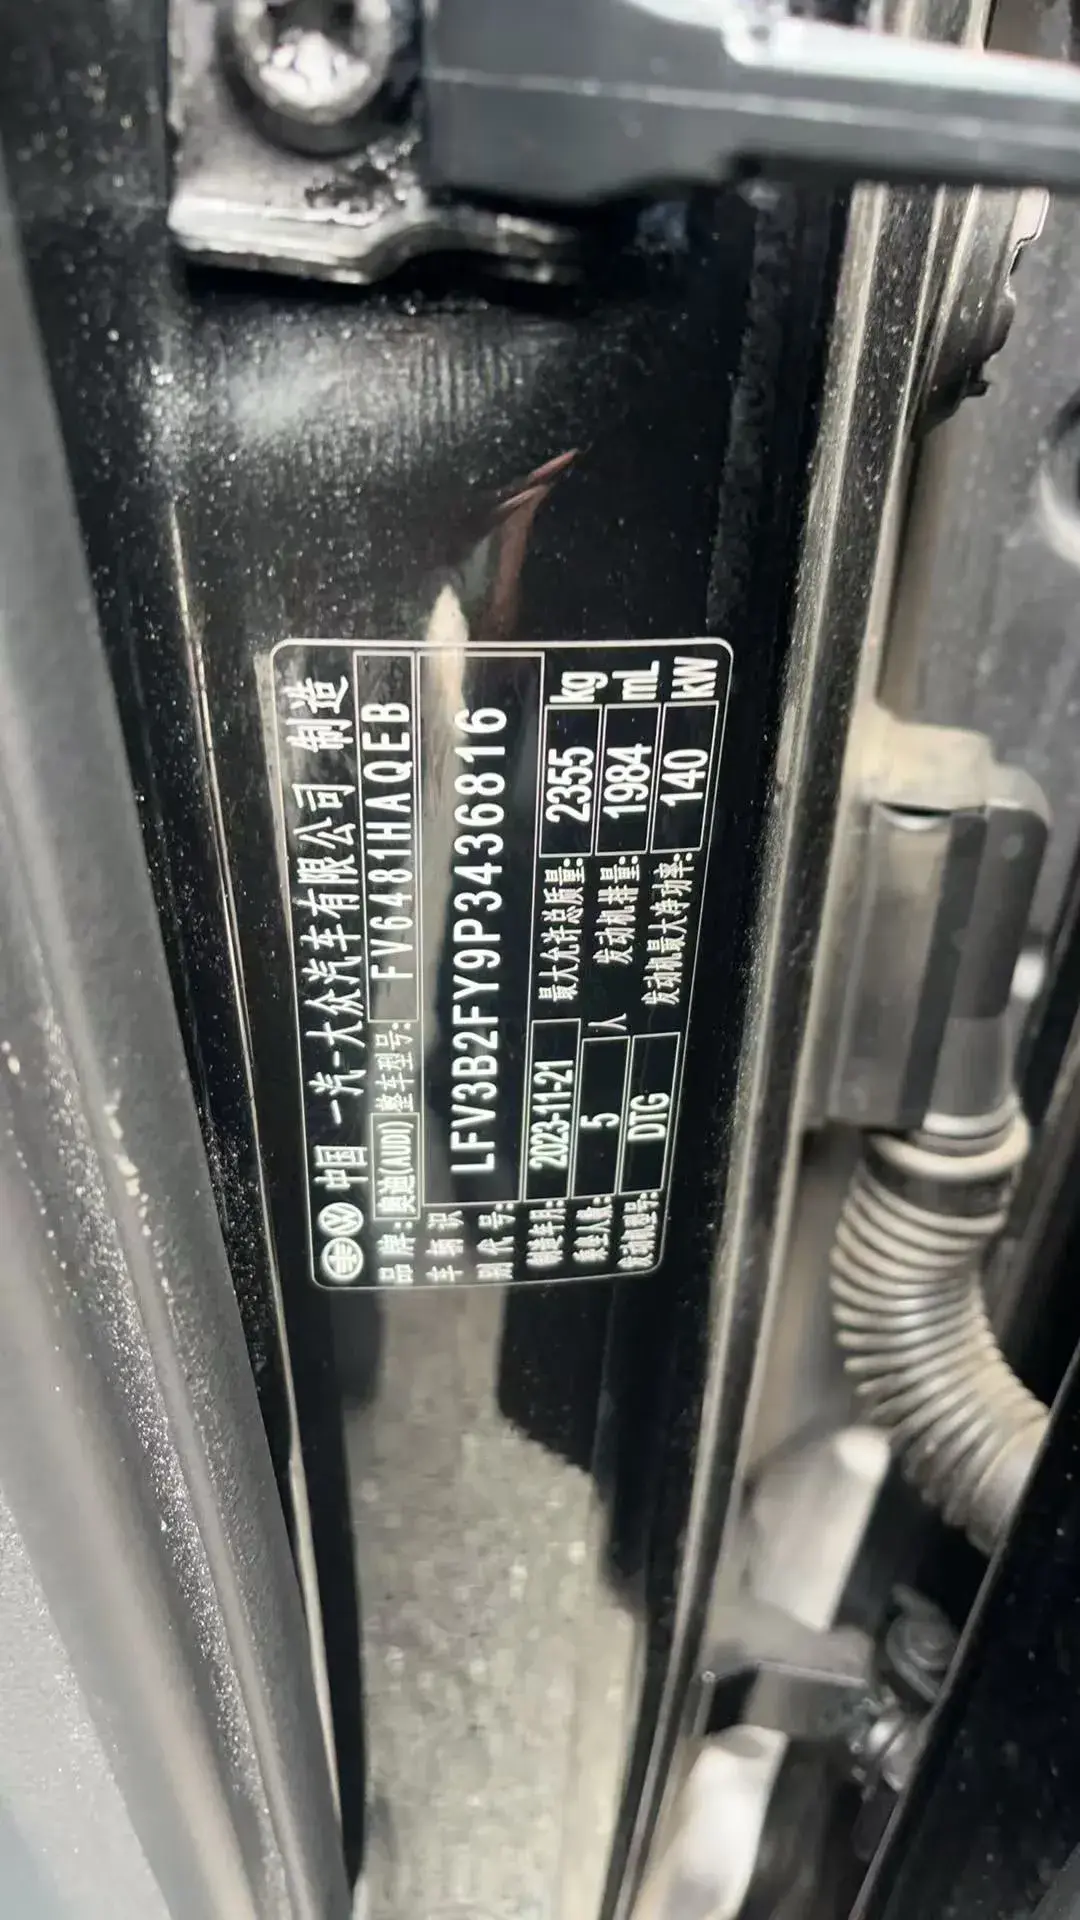 中国 一汽-大众汽车有限公司 制造
品牌: 奥迪(AUDI) 整车型号: FV6481HAQEB
车辆识别代号: LFV3B2FY9P3436816
制造年月: 2023-11-21 最大允许总质量: 2355 kg
乘坐人数: 5 人 发动机排量: 1984 mL
发动机型号: DTG 发动机最大净功率: 140 kW